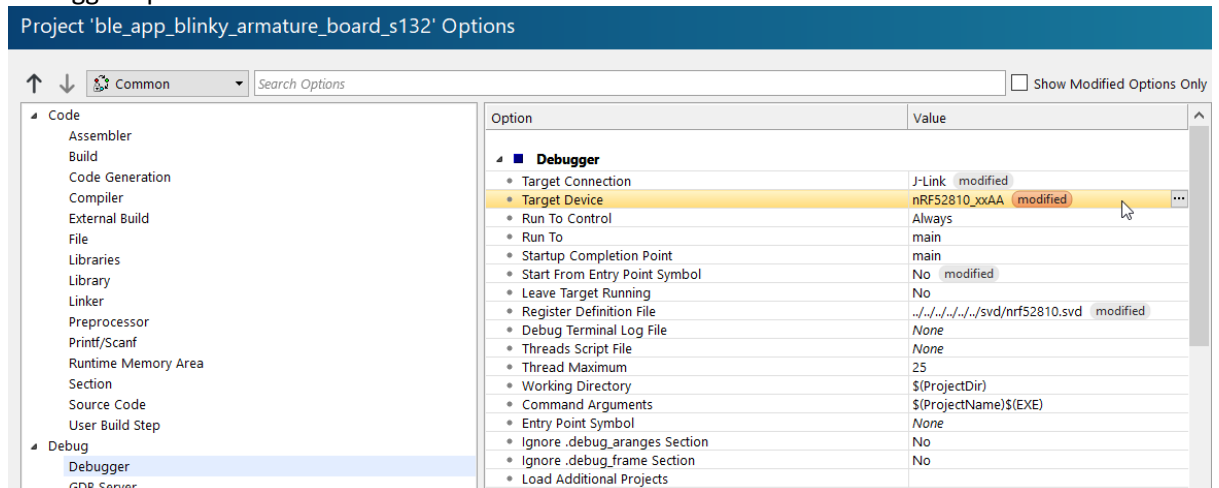 Project 'ble_app_blinky_armature_board_s132' Options
Common Search Options Show Modified Options Only
Code
Assembler
Build
Code Generation
Compiler
External Build
File
Libraries
Library
Linker
Preprocessor
Printf/Scanf
Runtime Memory Area
Section
Source Code
User Build Step
Debug
Debugger
GDB Server
Option Value
Debugger
Target Connection J-Link modified
Target Device nRF52810_xxAA modified ...
Run To Control Always
Run To main
Startup Completion Point main
Start From Entry Point Symbol No modified
Leave Target Running No
Register Definition File ../../../../../../svd/nrf52810.svd modified
Debug Terminal Log File None
Threads Script File None
Thread Maximum 25
Working Directory $(ProjectDir)
Command Arguments $(ProjectName)$(EXE)
Entry Point Symbol None
Ignore .debug_aranges Section No
Ignore .debug_frame Section No
Load Additional Projects